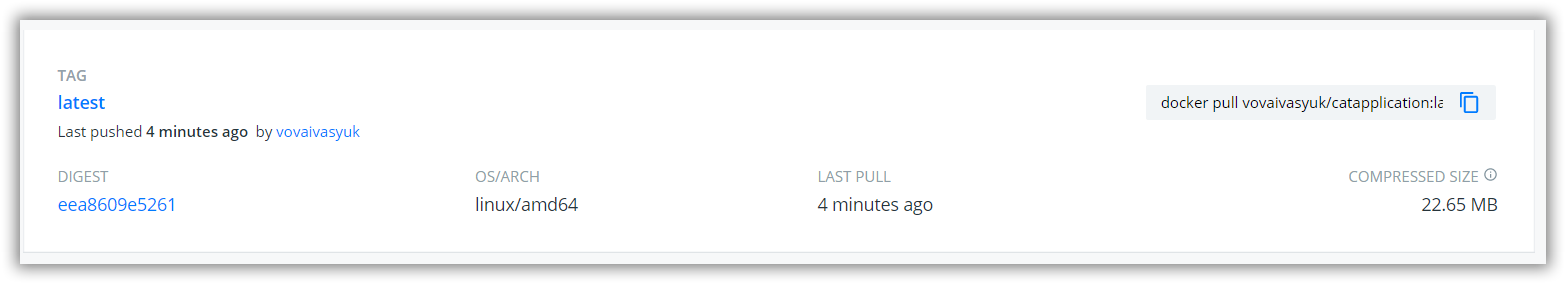 TAG
latest
docker pull vovaivasyuk/catapplication:la
Last pushed 4 minutes ago by vovaivasyuk
DIGEST OS/ARCH LAST PULL COMPRESSED SIZE
eea8609e5261 linux/amd64 4 minutes ago 22.65 MB